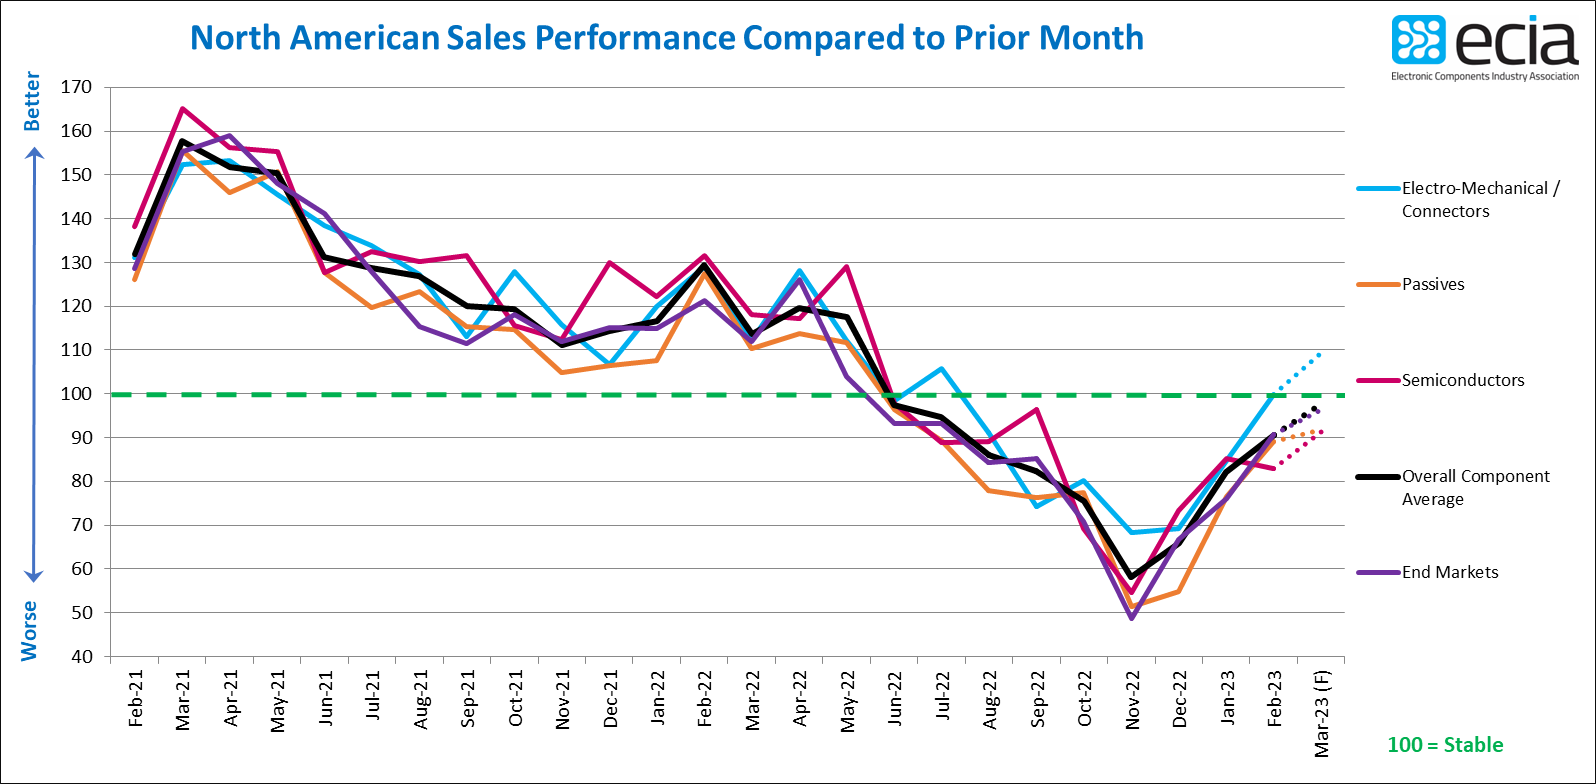 North American Sales Performance Compared to Prior Month
ecia
Electronic Components Industry Association
Better
Worse
170
160
150
140
130
120
110
100
90
80
70
60
50
40
Feb-21
Mar-21
Apr-21
May-21
Jun-21
Jul-21
Aug-21
Sep-21
Oct-21
Nov-21
Dec-21
Jan-22
Feb-22
Mar-22
Apr-22
May-22
Jun-22
Jul-22
Aug-22
Sep-22
Oct-22
Nov-22
Dec-22
Jan-23
Feb-23
Mar-23 (F)
Electro-Mechanical /
Connectors
Passives
Semiconductors
Overall Component
Average
End Markets
100 = Stable